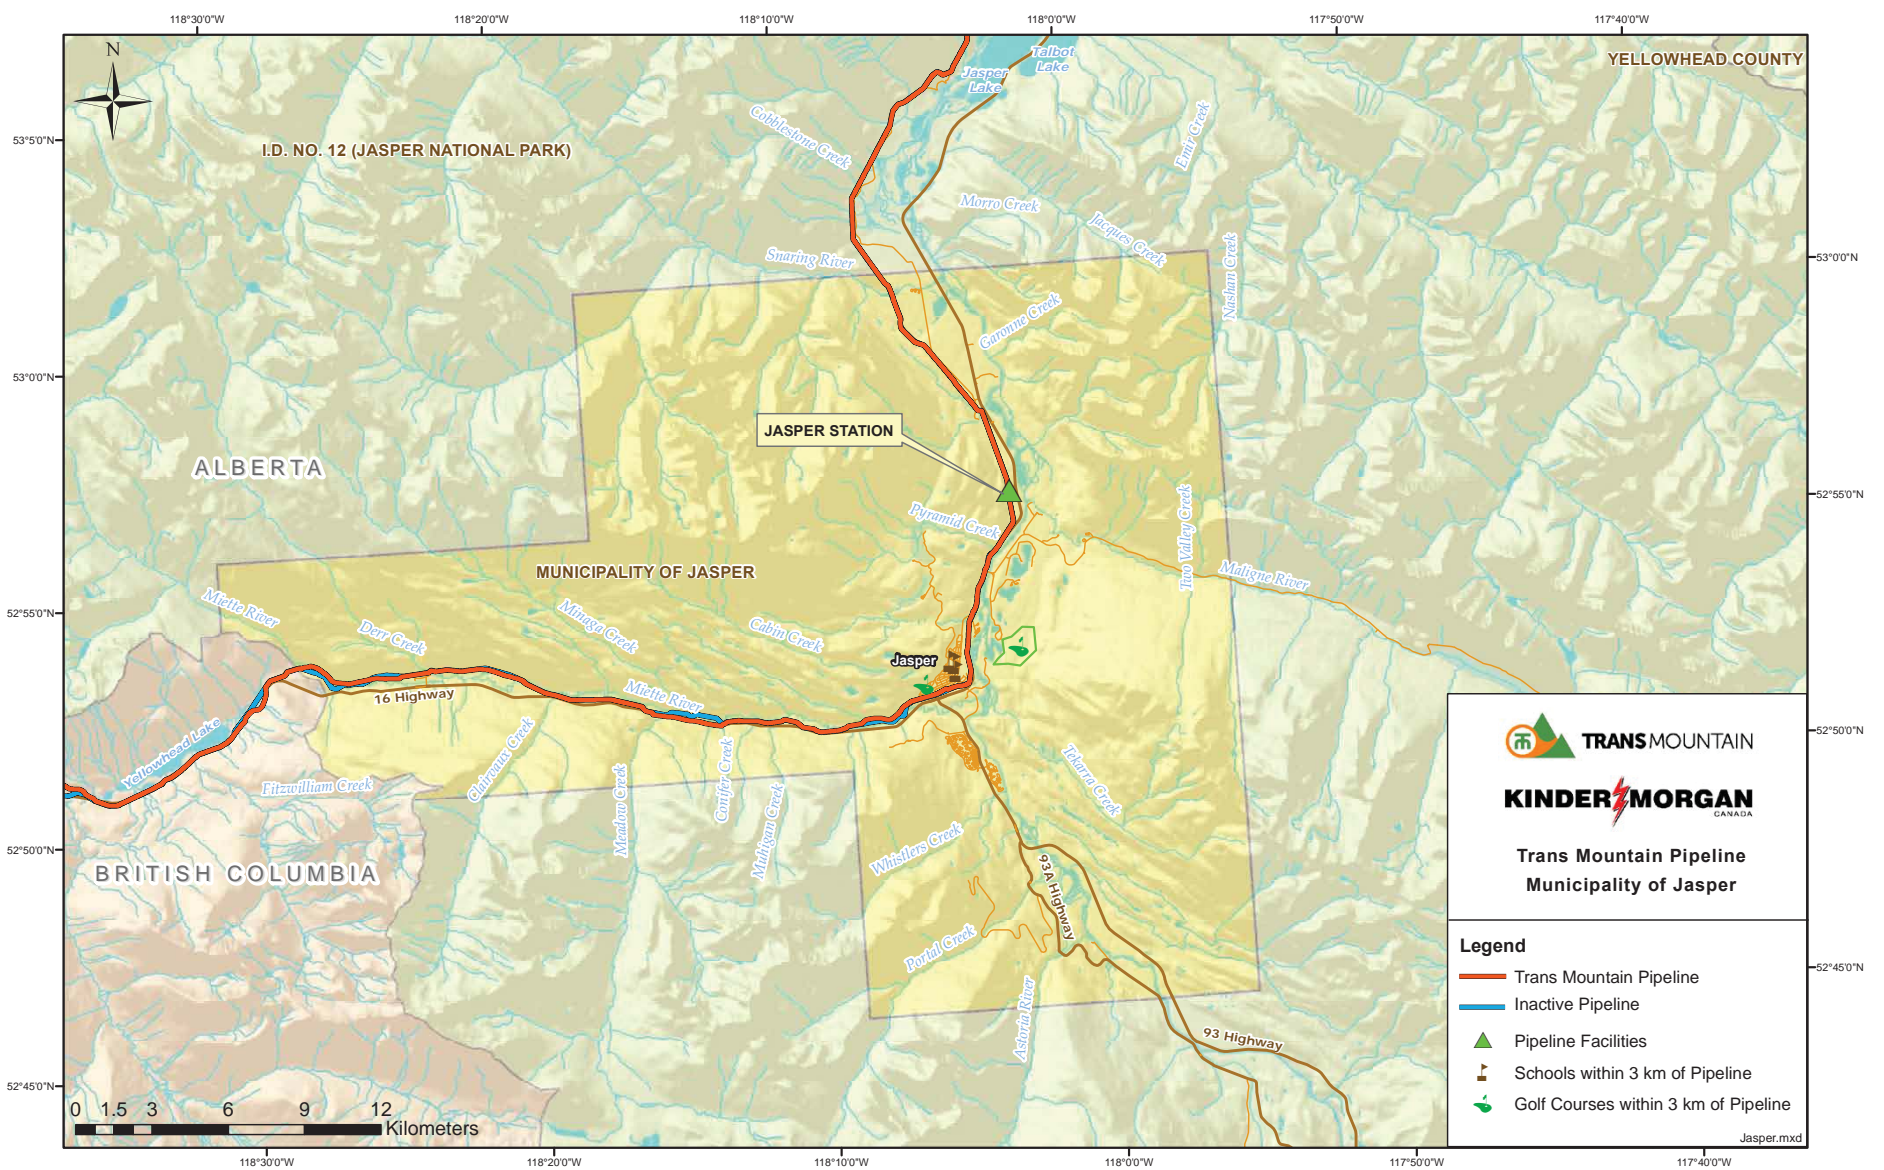 118°30'0"W
118°20'0"W
118°10'0"W
118°0'0"W
117°50'0"W
117°40'0"W
N
Talbot
Lake
YELLOWHEAD COUNTY
Jasper
Lake
Cobblestone Creek
Emir Creek
53°5'0"N
I.D. NO. 12 (JASPER NATIONAL PARK)
Morro Creek
Jacques Creek
Snaring River
Nashan Creek
53°0'0"N
Garonne Creek
53°0'0"N
JASPER STATION
ALBERTA
52°55'0"N
Pyramid Creek
Two Valley Creek
MUNICIPALITY OF JASPER
Maligne River
Miette River
52°55'0"N
Minaga Creek
Derr Creek
Cabin Creek
Jasper
16 Highway
Miette River
Yellowhead Lake
Clairvaux Creek
52°50'0"N
TRANSMOUNTAIN
Fitzwilliam Creek
Conifer Creek
Tekarra Creek
KINDER MORGAN
CANADA
Meadow Creek
Muhigan Creek
52°50'0"N
Whistlers Creek
Trans Mountain Pipeline
Municipality of Jasper
BRITISH COLUMBIA
93A Highway
Portal Creek
Legend
52°45'0"N
Trans Mountain Pipeline
Inactive Pipeline
Astoria River
93 Highway
Pipeline Facilities
Schools within 3 km of Pipeline
52°45'0"N
Golf Courses within 3 km of Pipeline
0 1.5 3 6 9 12
Kilometers
Jasper.mxd
118°30'0"W
118°20'0"W
118°10'0"W
118°0'0"W
117°50'0"W
117°40'0"W